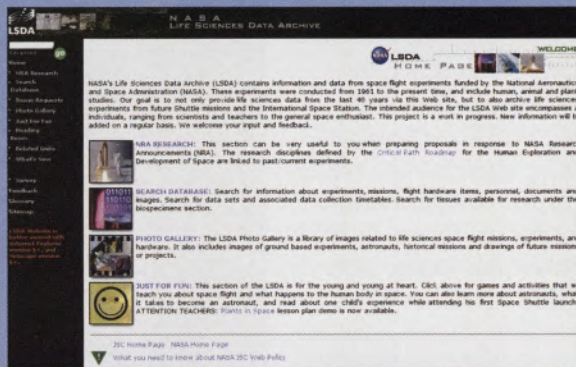 LSDA
N A S A
LIFE SCIENCES DATA ARCHIVE
go
Home
NRA Research
Search
Database
Photo Gallery
Just For Fun
Reading
Room
Related Links
What's New
Survey
Feedback
Glossary
Sitemap
WELCOME
LSDA
HOME PAGE
NASA's Life Sciences Data Archive (LSDA) contains information and data from space flight experiments funded by the National Aeronautic
and Space Administration (NASA). These experiments were conducted from 1961 to the present time, and include human, animal and plant
studies. Our goal is to not only provide life sciences data from the last 40 years via this Web site, but to also archive life sciences
experiments from future Shuttle missions and the International Space Station. The intended audience for the LSDA Web site encompasses
individuals, ranging from scientists and teachers to the general space enthusiast. This project is a work in progress. New information will b
added on a regular basis. We welcome your input and feedback.
NRA RESEARCH: This section can be very useful to you when preparing proposals in response to NASA Researc
Announcements (NRA). The research disciplines defined by the Critical Path Roadmap for the Human Exploration and
Development of Space are linked to past/current experiments.
SEARCH DATABASE: Search for information about experiments, missions, flight hardware items, personnel, documents an
images. Search for data sets and associated data collection timetables. Search for tissues available for research under the
biospecimens section.
PHOTO GALLERY: The LSDA Photo Gallery is a library of images related to life sciences space flight missions, experiments, an
hardware. It also includes images of ground based experiments, astronauts, historical missions and drawings of future mission
or projects.
JUST FOR FUN: This section of the LSDA is for the young and young at heart. Click above for games and activities that w
teach you about space flight and what happens to the human body in space. You can also learn more about astronauts, what
it takes to become an astronaut, and read about one child's experience while attending his first Space Shuttle launch
ATTENTION TEACHERS: Plants in Space lesson plan demo is now available.
JSC Home Page NASA Home Page
What you need to know about NASA JSC Web Policy